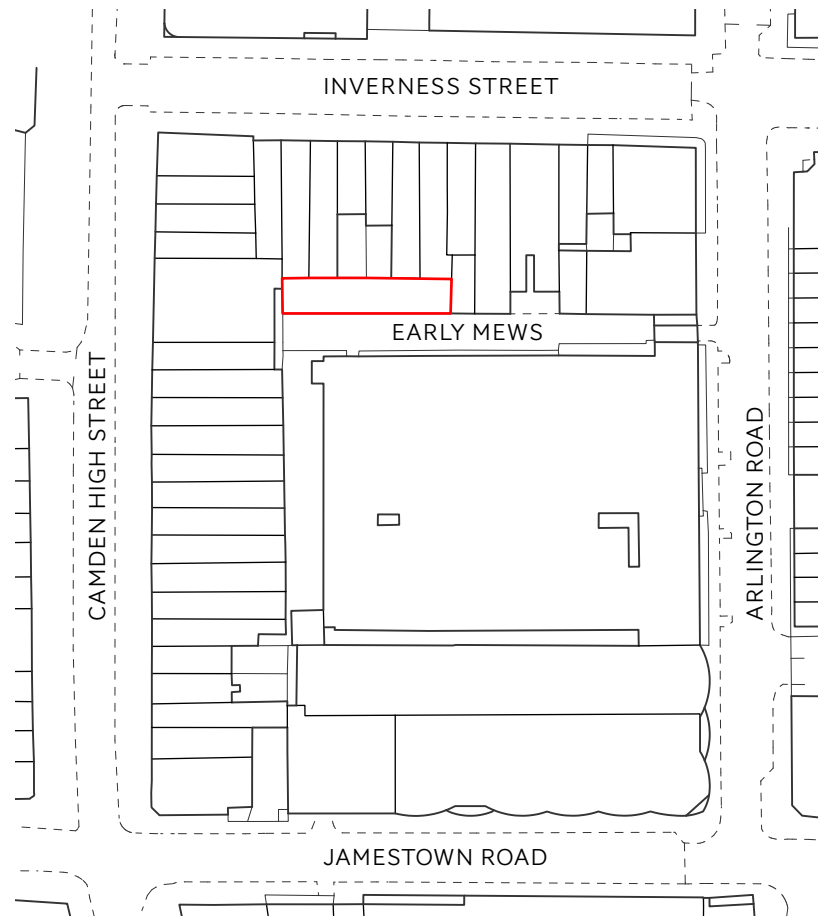 INVERNESS STREET
EARLY MEWS
CAMDEN HIGH STREET
ARLINGTON ROAD
JAMESTOWN ROAD